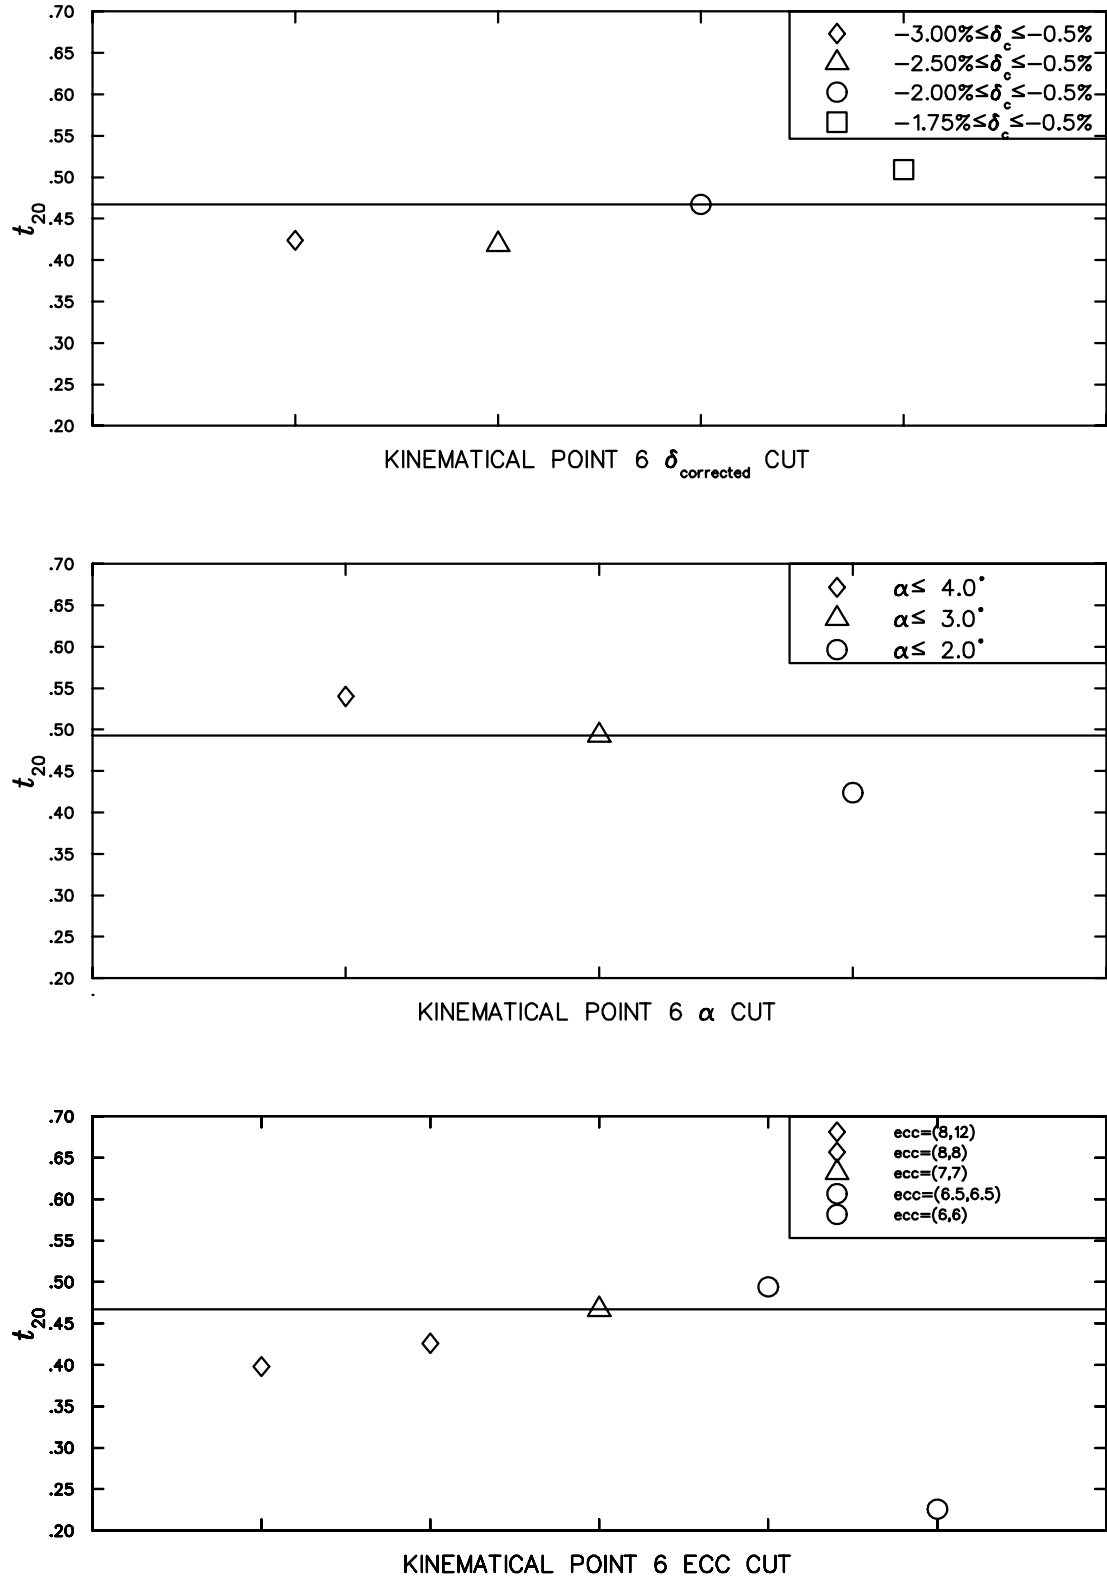 .70
.65
.60
.55
.50
.45
.40
.35
.30
.25
.20
t20
−3.00%≤δc≤−0.5%
−2.50%≤δc≤−0.5%
−2.00%≤δc≤−0.5%
−1.75%≤δc≤−0.5%
KINEMATICAL POINT 6 δcorrected CUT
.70
.65
.60
.55
.50
.45
.40
.35
.30
.25
.20
t20
α≤ 4.0°
α≤ 3.0°
α≤ 2.0°
KINEMATICAL POINT 6 α CUT
.70
.65
.60
.55
.50
.45
.40
.35
.30
.25
.20
t20
ecc=(8,12)
ecc=(8,8)
ecc=(7,7)
ecc=(6.5,6.5)
ecc=(6,6)
KINEMATICAL POINT 6 ECC CUT